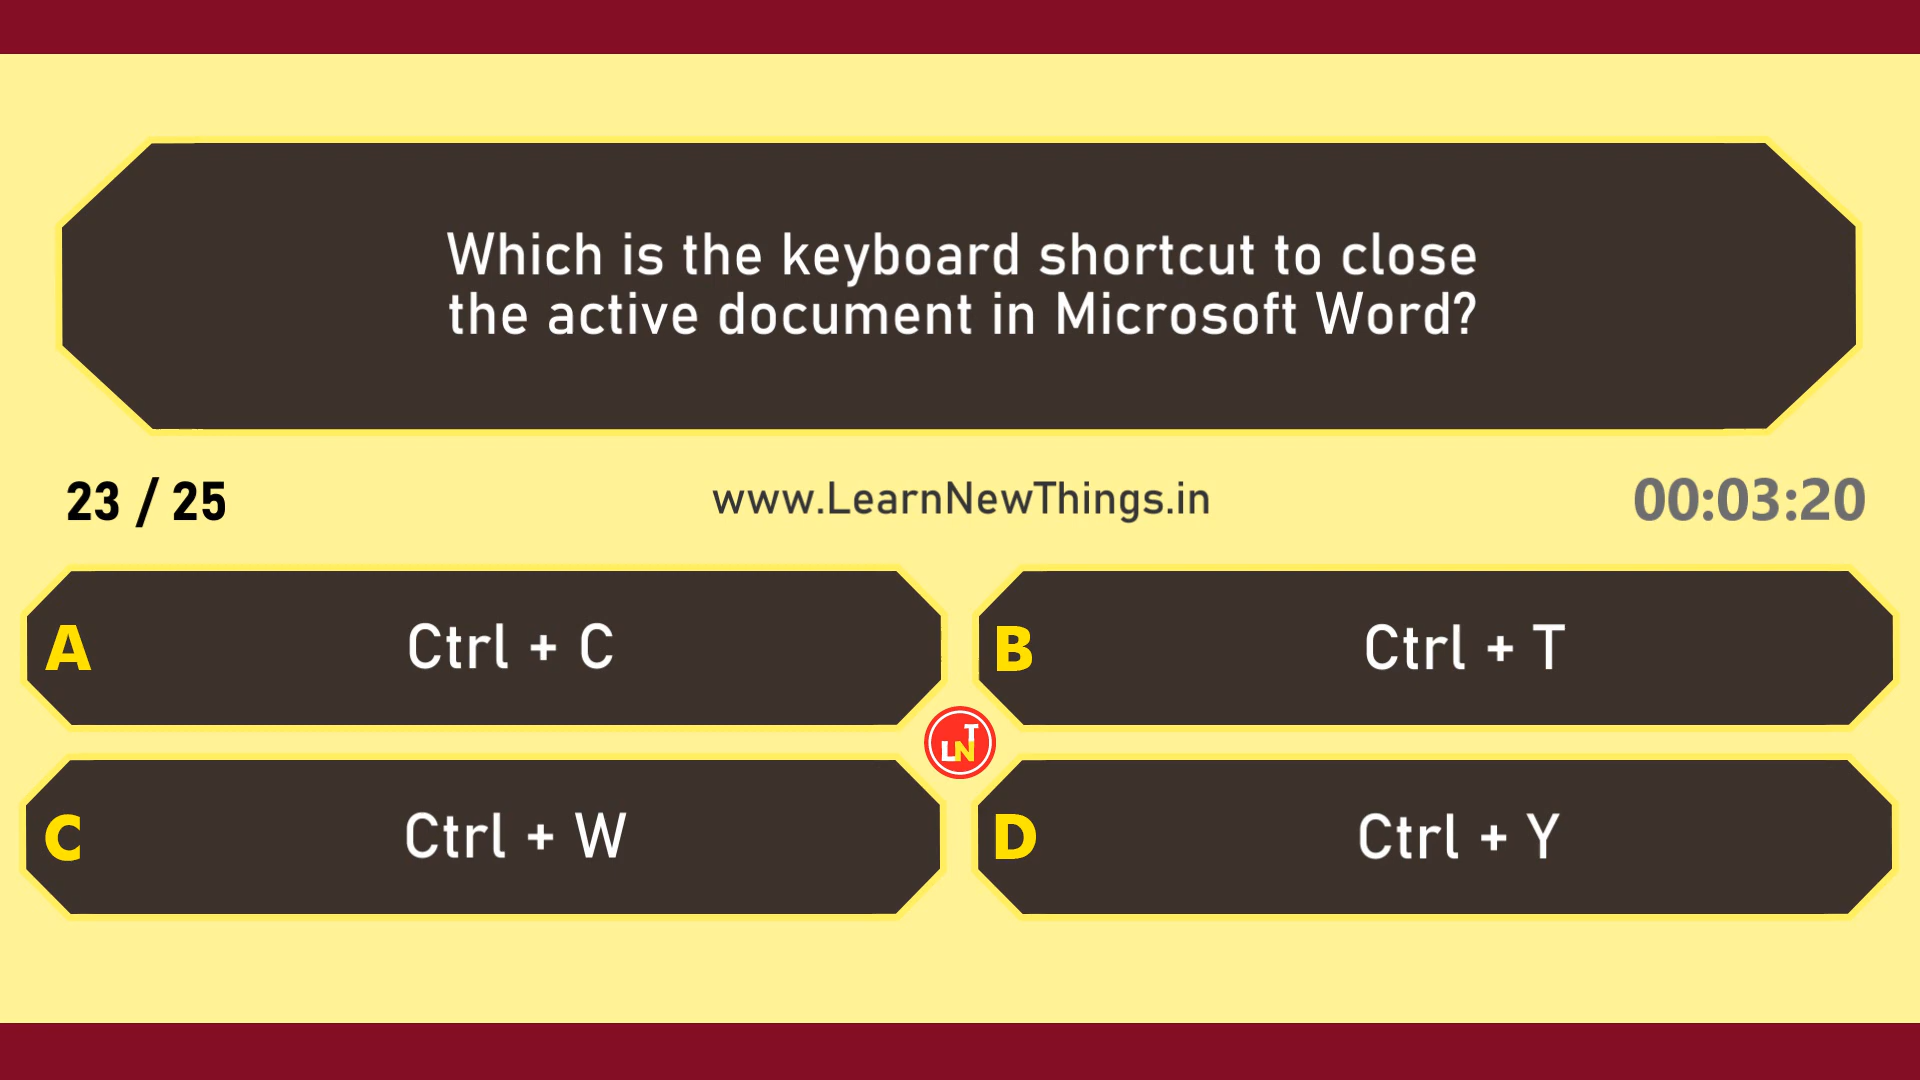 Which is the keyboard shortcut to close
the active document in Microsoft Word?
23 / 25
www.LearnNewThings.in
00:03:20
A
Ctrl + C
B
Ctrl + T
LNT
C
Ctrl + W
D
Ctrl + Y